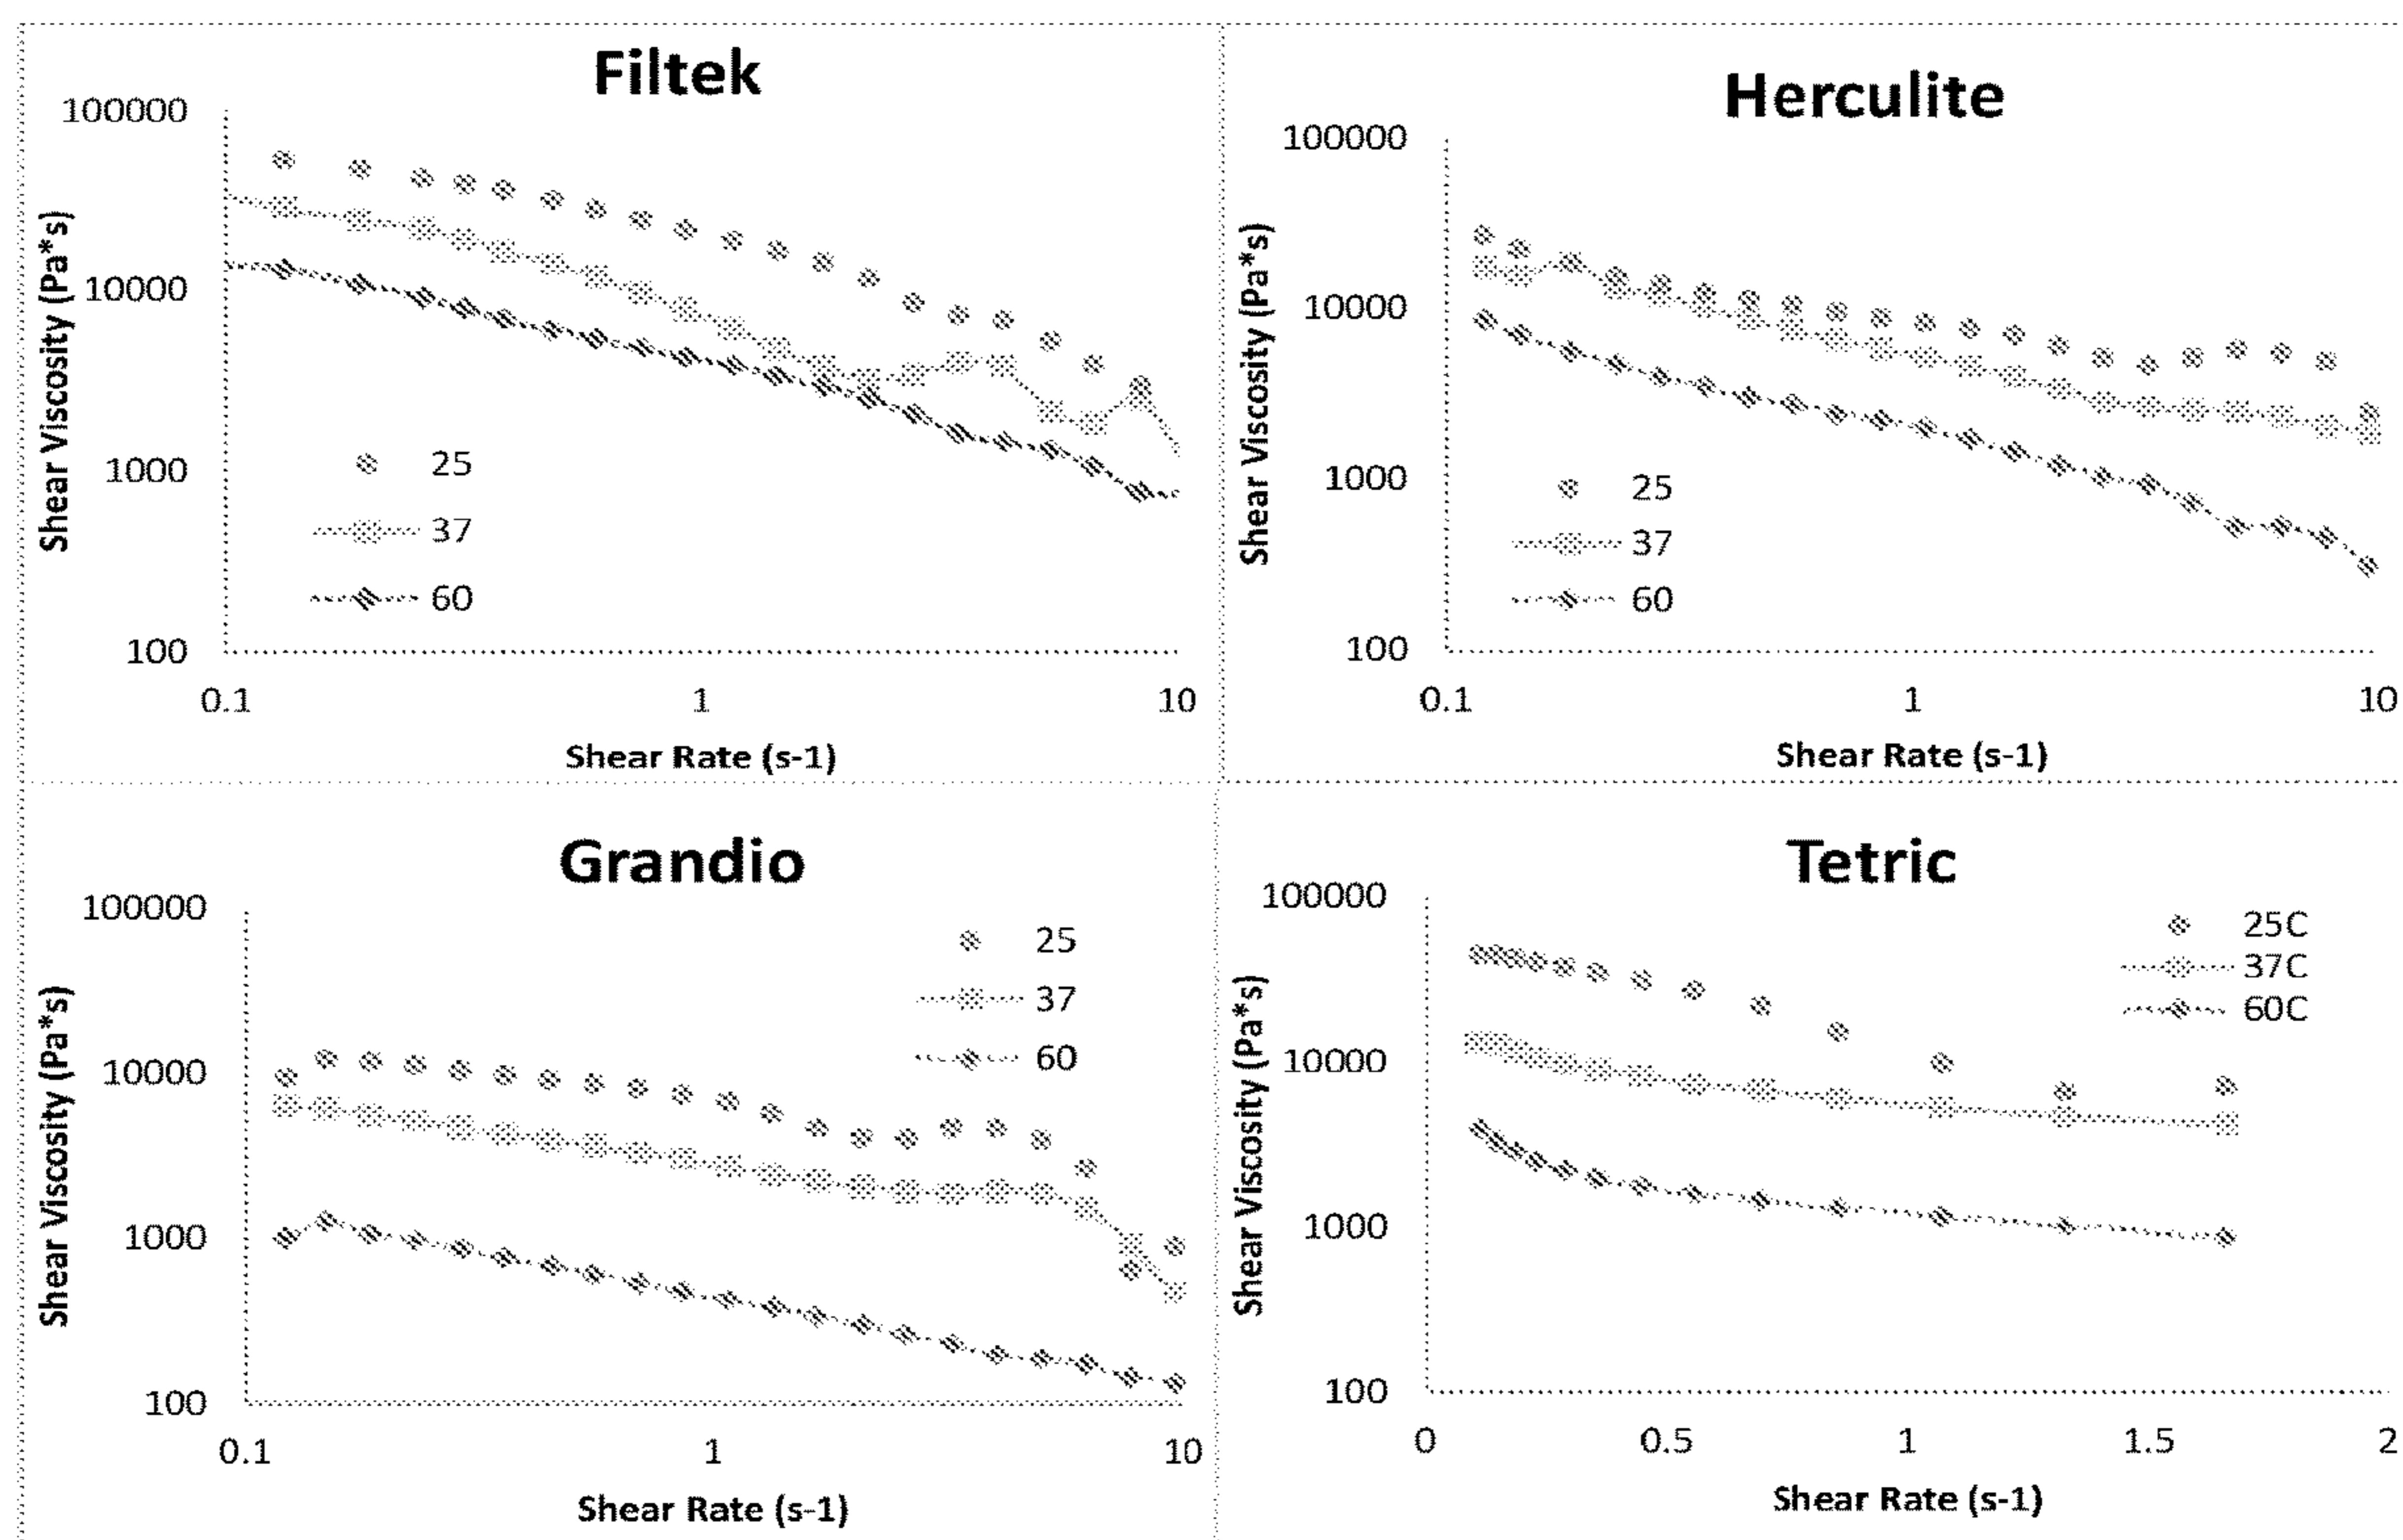 Filtek
100000
10000
1000
100
Shear Viscosity (Pa*s)
25
37
60
0.1 1 10
Shear Rate (s-1)
Herculite
100000
10000
1000
100
Shear Viscosity (Pa*s)
25
37
60
0.1 1 10
Shear Rate (s-1)
Grandio
100000
10000
1000
100
Shear Viscosity (Pa*s)
25
37
60
0.1 1 10
Shear Rate (s-1)
Tetric
100000
10000
1000
100
Shear Viscosity (Pa*s)
25C
37C
60C
0 0.5 1 1.5 2
Shear Rate (s-1)